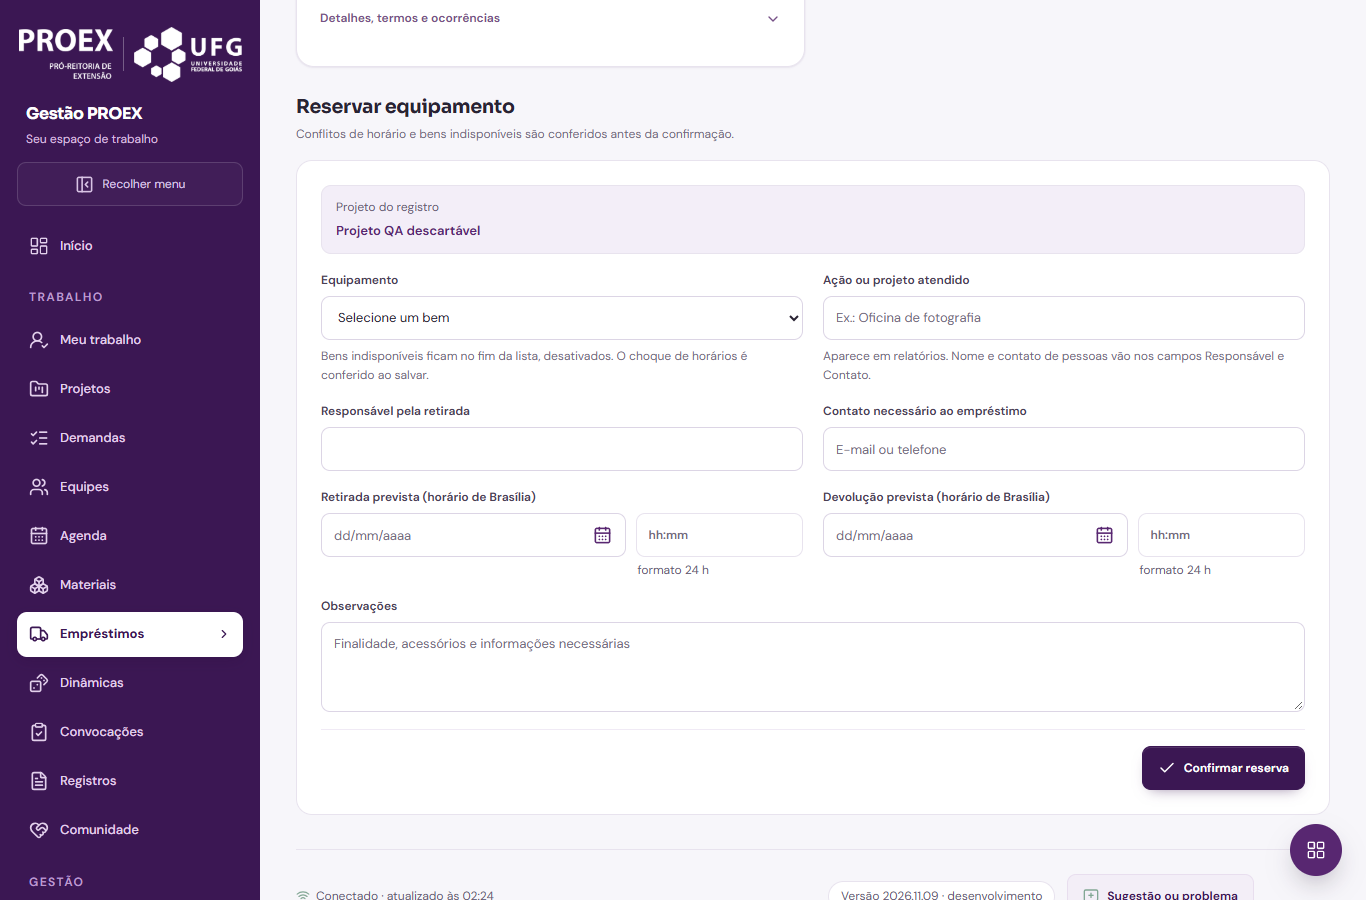 PROEX
PRÓ-REITORIA DE
EXTENSÃO
UFG
UNIVERSIDADE
FEDERAL DE GOIÁS
Gestão PROEX
Seu espaço de trabalho
Recolher menu
Início
TRABALHO
Meu trabalho
Projetos
Demandas
Equipes
Agenda
Materiais
Empréstimos
Dinâmicas
Convocações
Registros
Comunidade
GESTÃO
Detalhes, termos e ocorrências
Reservar equipamento
Conflitos de horário e bens indisponíveis são conferidos antes da confirmação.
Projeto do registro
Projeto QA descartável
Equipamento
Selecione um bem
Bens indisponíveis ficam no fim da lista, desativados. O choque de horários é
conferido ao salvar.
Ação ou projeto atendido
Ex.: Oficina de fotografia
Aparece em relatórios. Nome e contato de pessoas vão nos campos Responsável e
Contato.
Responsável pela retirada
Contato necessário ao empréstimo
E-mail ou telefone
Retirada prevista (horário de Brasília)
dd/mm/aaaa
hh:mm
formato 24 h
Devolução prevista (horário de Brasília)
dd/mm/aaaa
hh:mm
formato 24 h
Observações
Finalidade, acessórios e informações necessárias
Confirmar reserva
Conectado · atualizado às 02:24
Versão 2026.11.09 · desenvolvimento
Sugestão ou problema